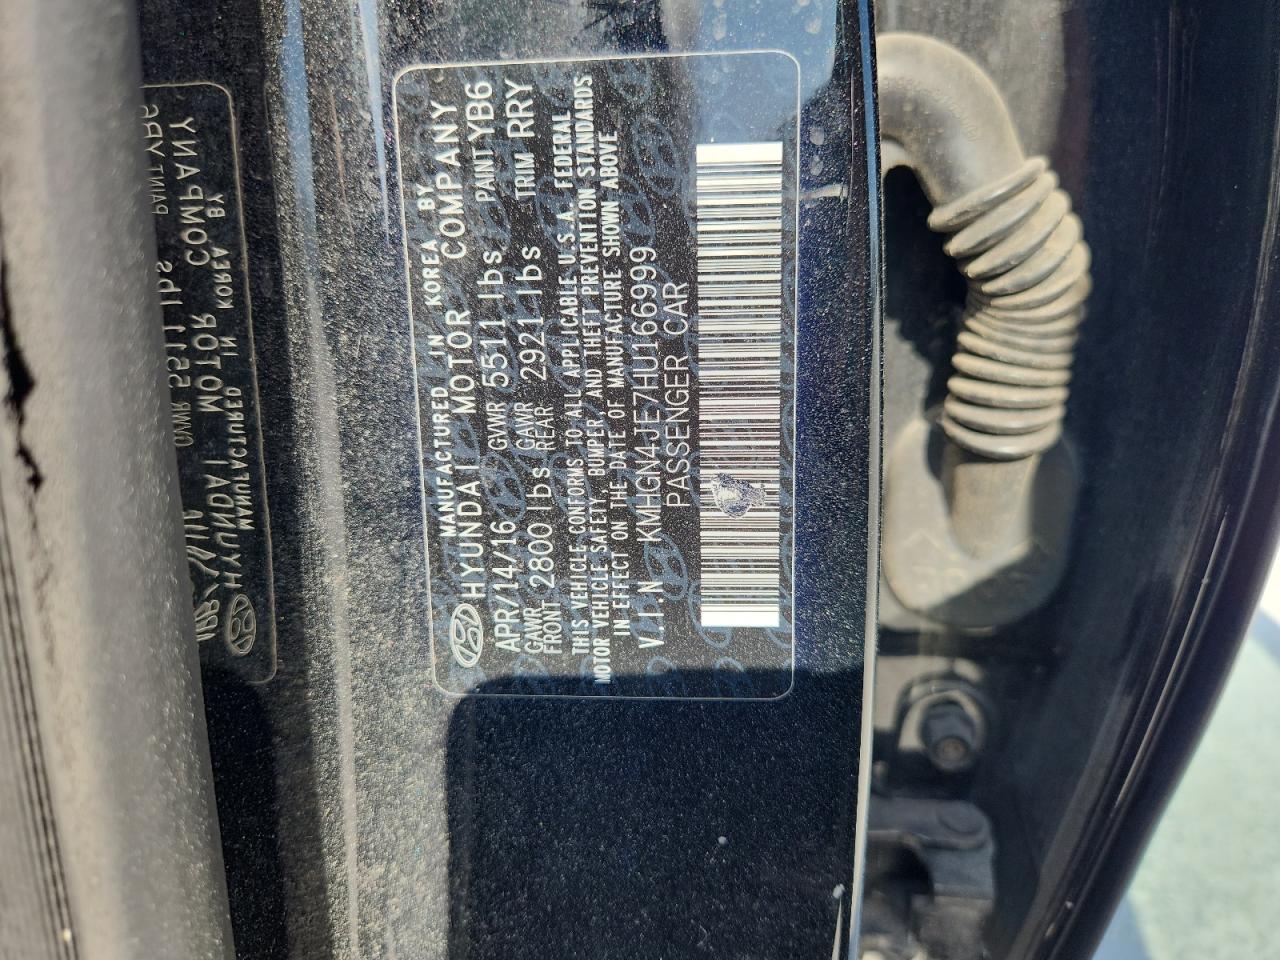 MANUFACTURED IN KOREA BY
HYUNDAI MOTOR COMPANY
APR/14/16 GVWR 5511 lbs PAINT YB6
GAWR FRONT 2800 lbs GAWR REAR 2921 lbs TRIM RRY
THIS VEHICLE CONFORMS TO ALL APPLICABLE U.S.A. FEDERAL
MOTOR VEHICLE SAFETY, BUMPER AND THEFT PREVENTION STANDARDS
IN EFFECT ON THE DATE OF MANUFACTURE SHOWN ABOVE
V.I.N KMHGN4JE7HU166999
PASSENGER CAR